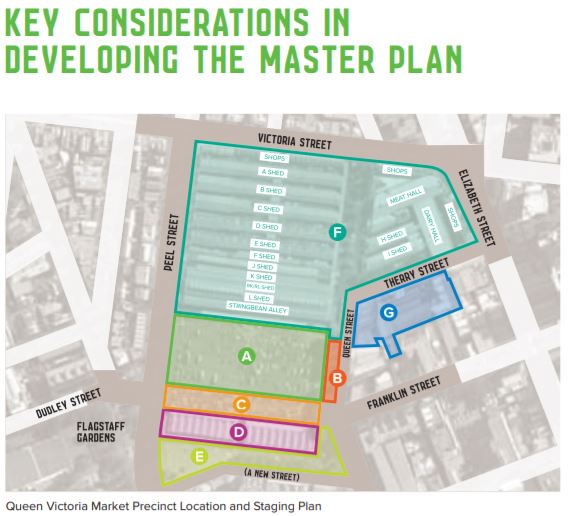 KEY CONSIDERATIONS IN
DEVELOPING THE MASTER PLAN
VICTORIA STREET
SHOPS
SHOPS
A SHED
MEAT HALL
ELIZABETH STREET
B SHED
DAIRY HALL
SHOPS
C SHED
PEEL STREET
D SHED
F
H SHED
E SHED
I SHED
F SHED
J SHED
K SHED
THERRY STREET
L SHED
STRINGBEAN ALLEY
G
QUEEN STREET
A
B
FRANKLIN STREET
DUDLEY STREET
C
FLAGSTAFF
GARDENS
D
E
(A NEW STREET)
Queen Victoria Market Precinct Location and Staging Plan